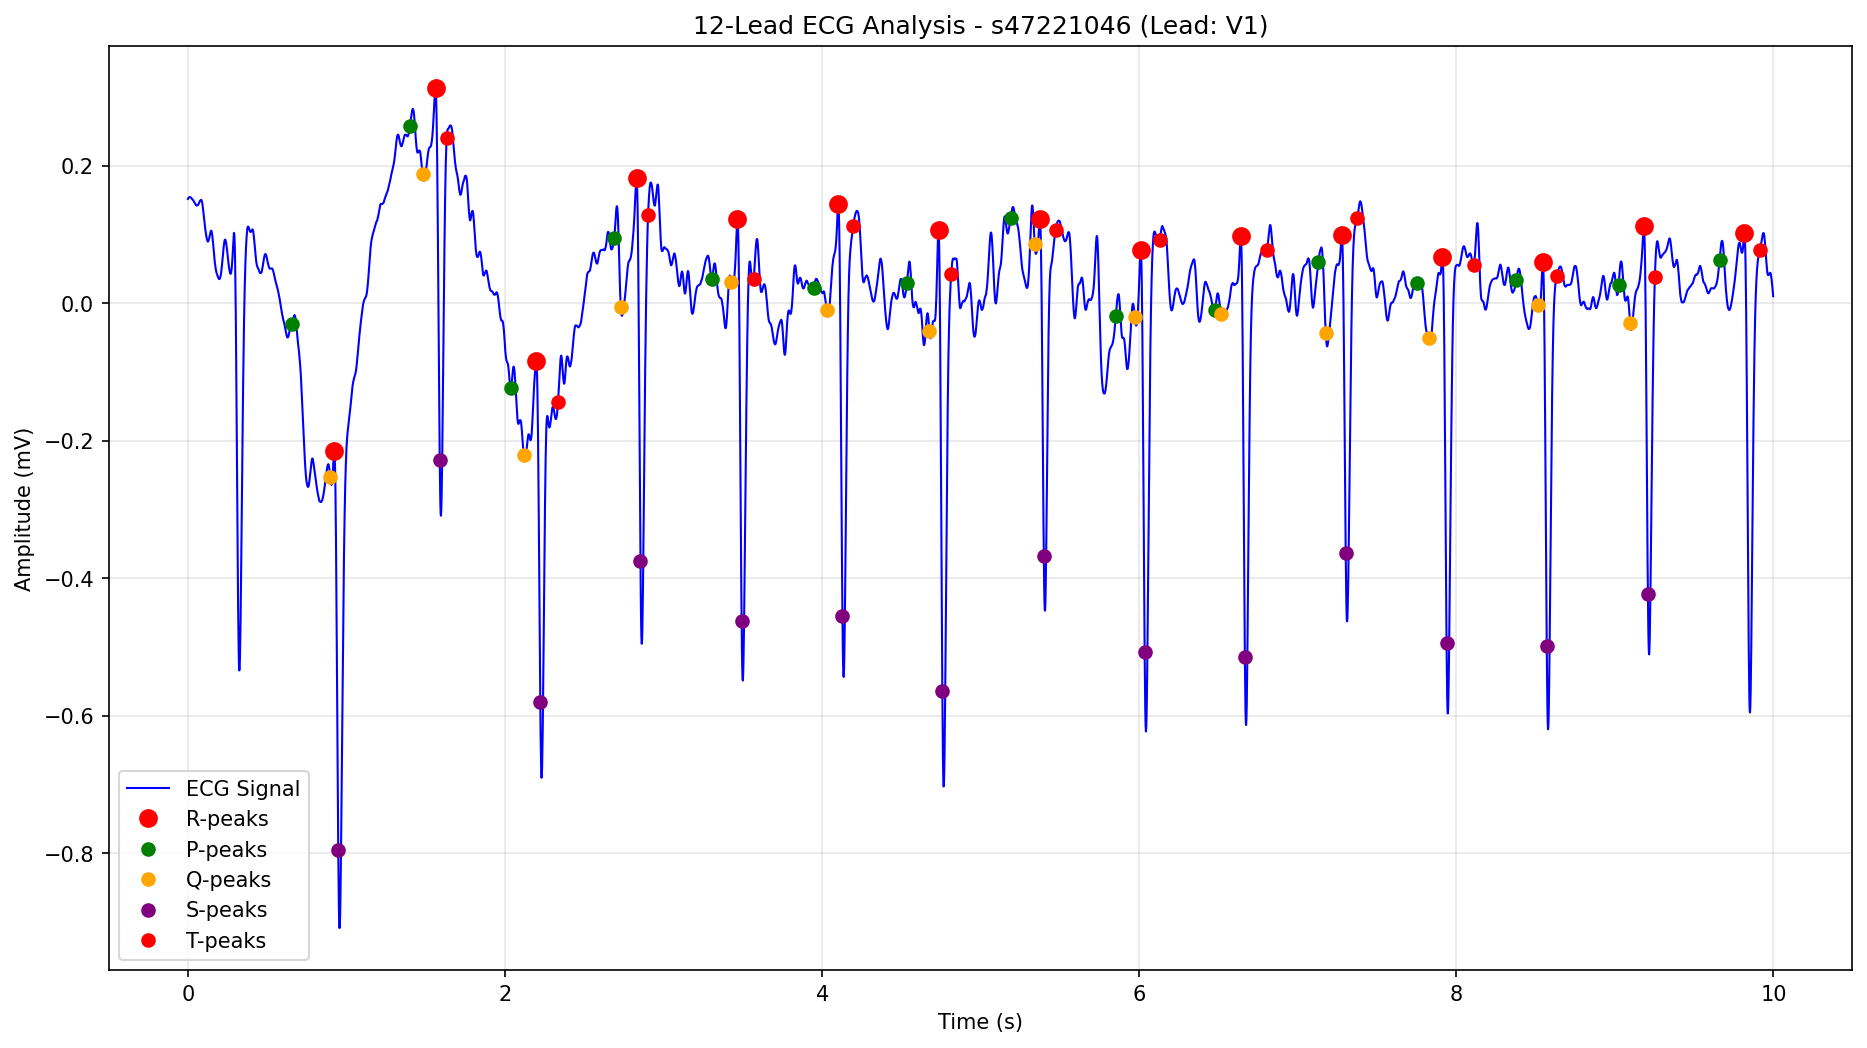 12-Lead ECG Analysis - s47221046 (Lead: V1)
Amplitude (mV)
0.2
0.0
−0.2
−0.4
−0.6
−0.8
ECG Signal
R-peaks
P-peaks
Q-peaks
S-peaks
T-peaks
0 2 4 6 8 10
Time (s)